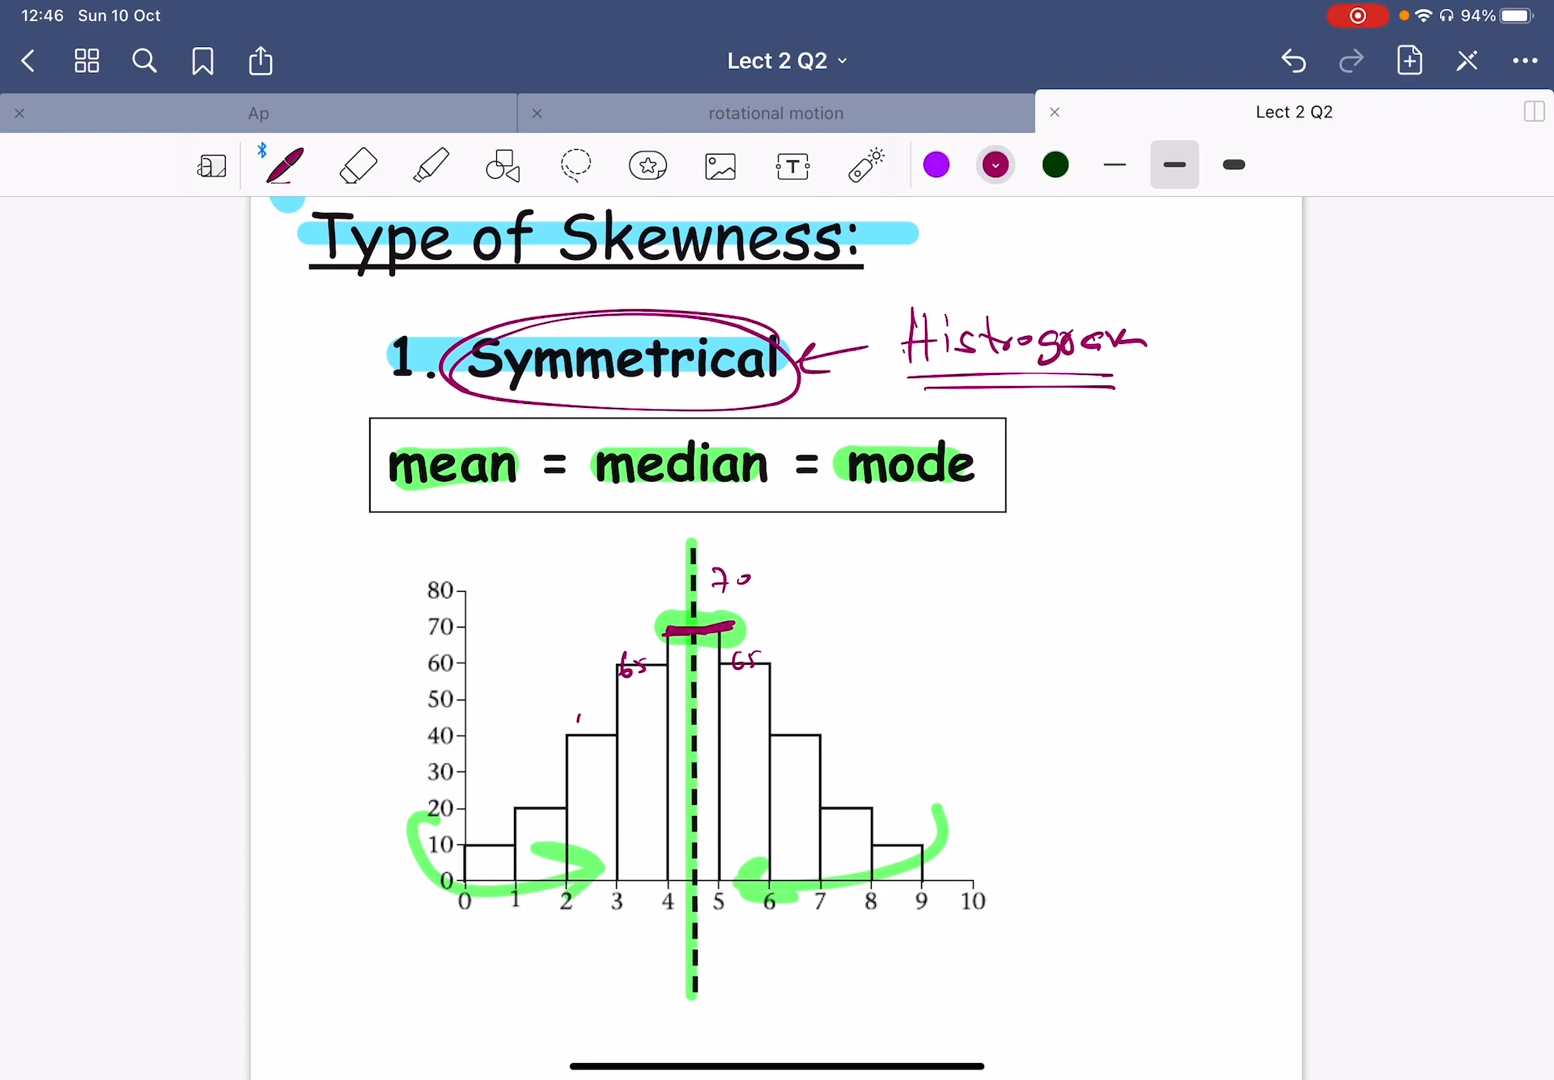 12:46 Sun 10 Oct 94%
Lect 2 Q2
Ap rotational motion Lect 2 Q2
T
Type of Skewness:
1. Symmetrical
Histrogram
mean = median = mode
70
80
70
60
50
40
30
20
10
0
65 65
0 1 2 3 4 5 6 7 8 9 10